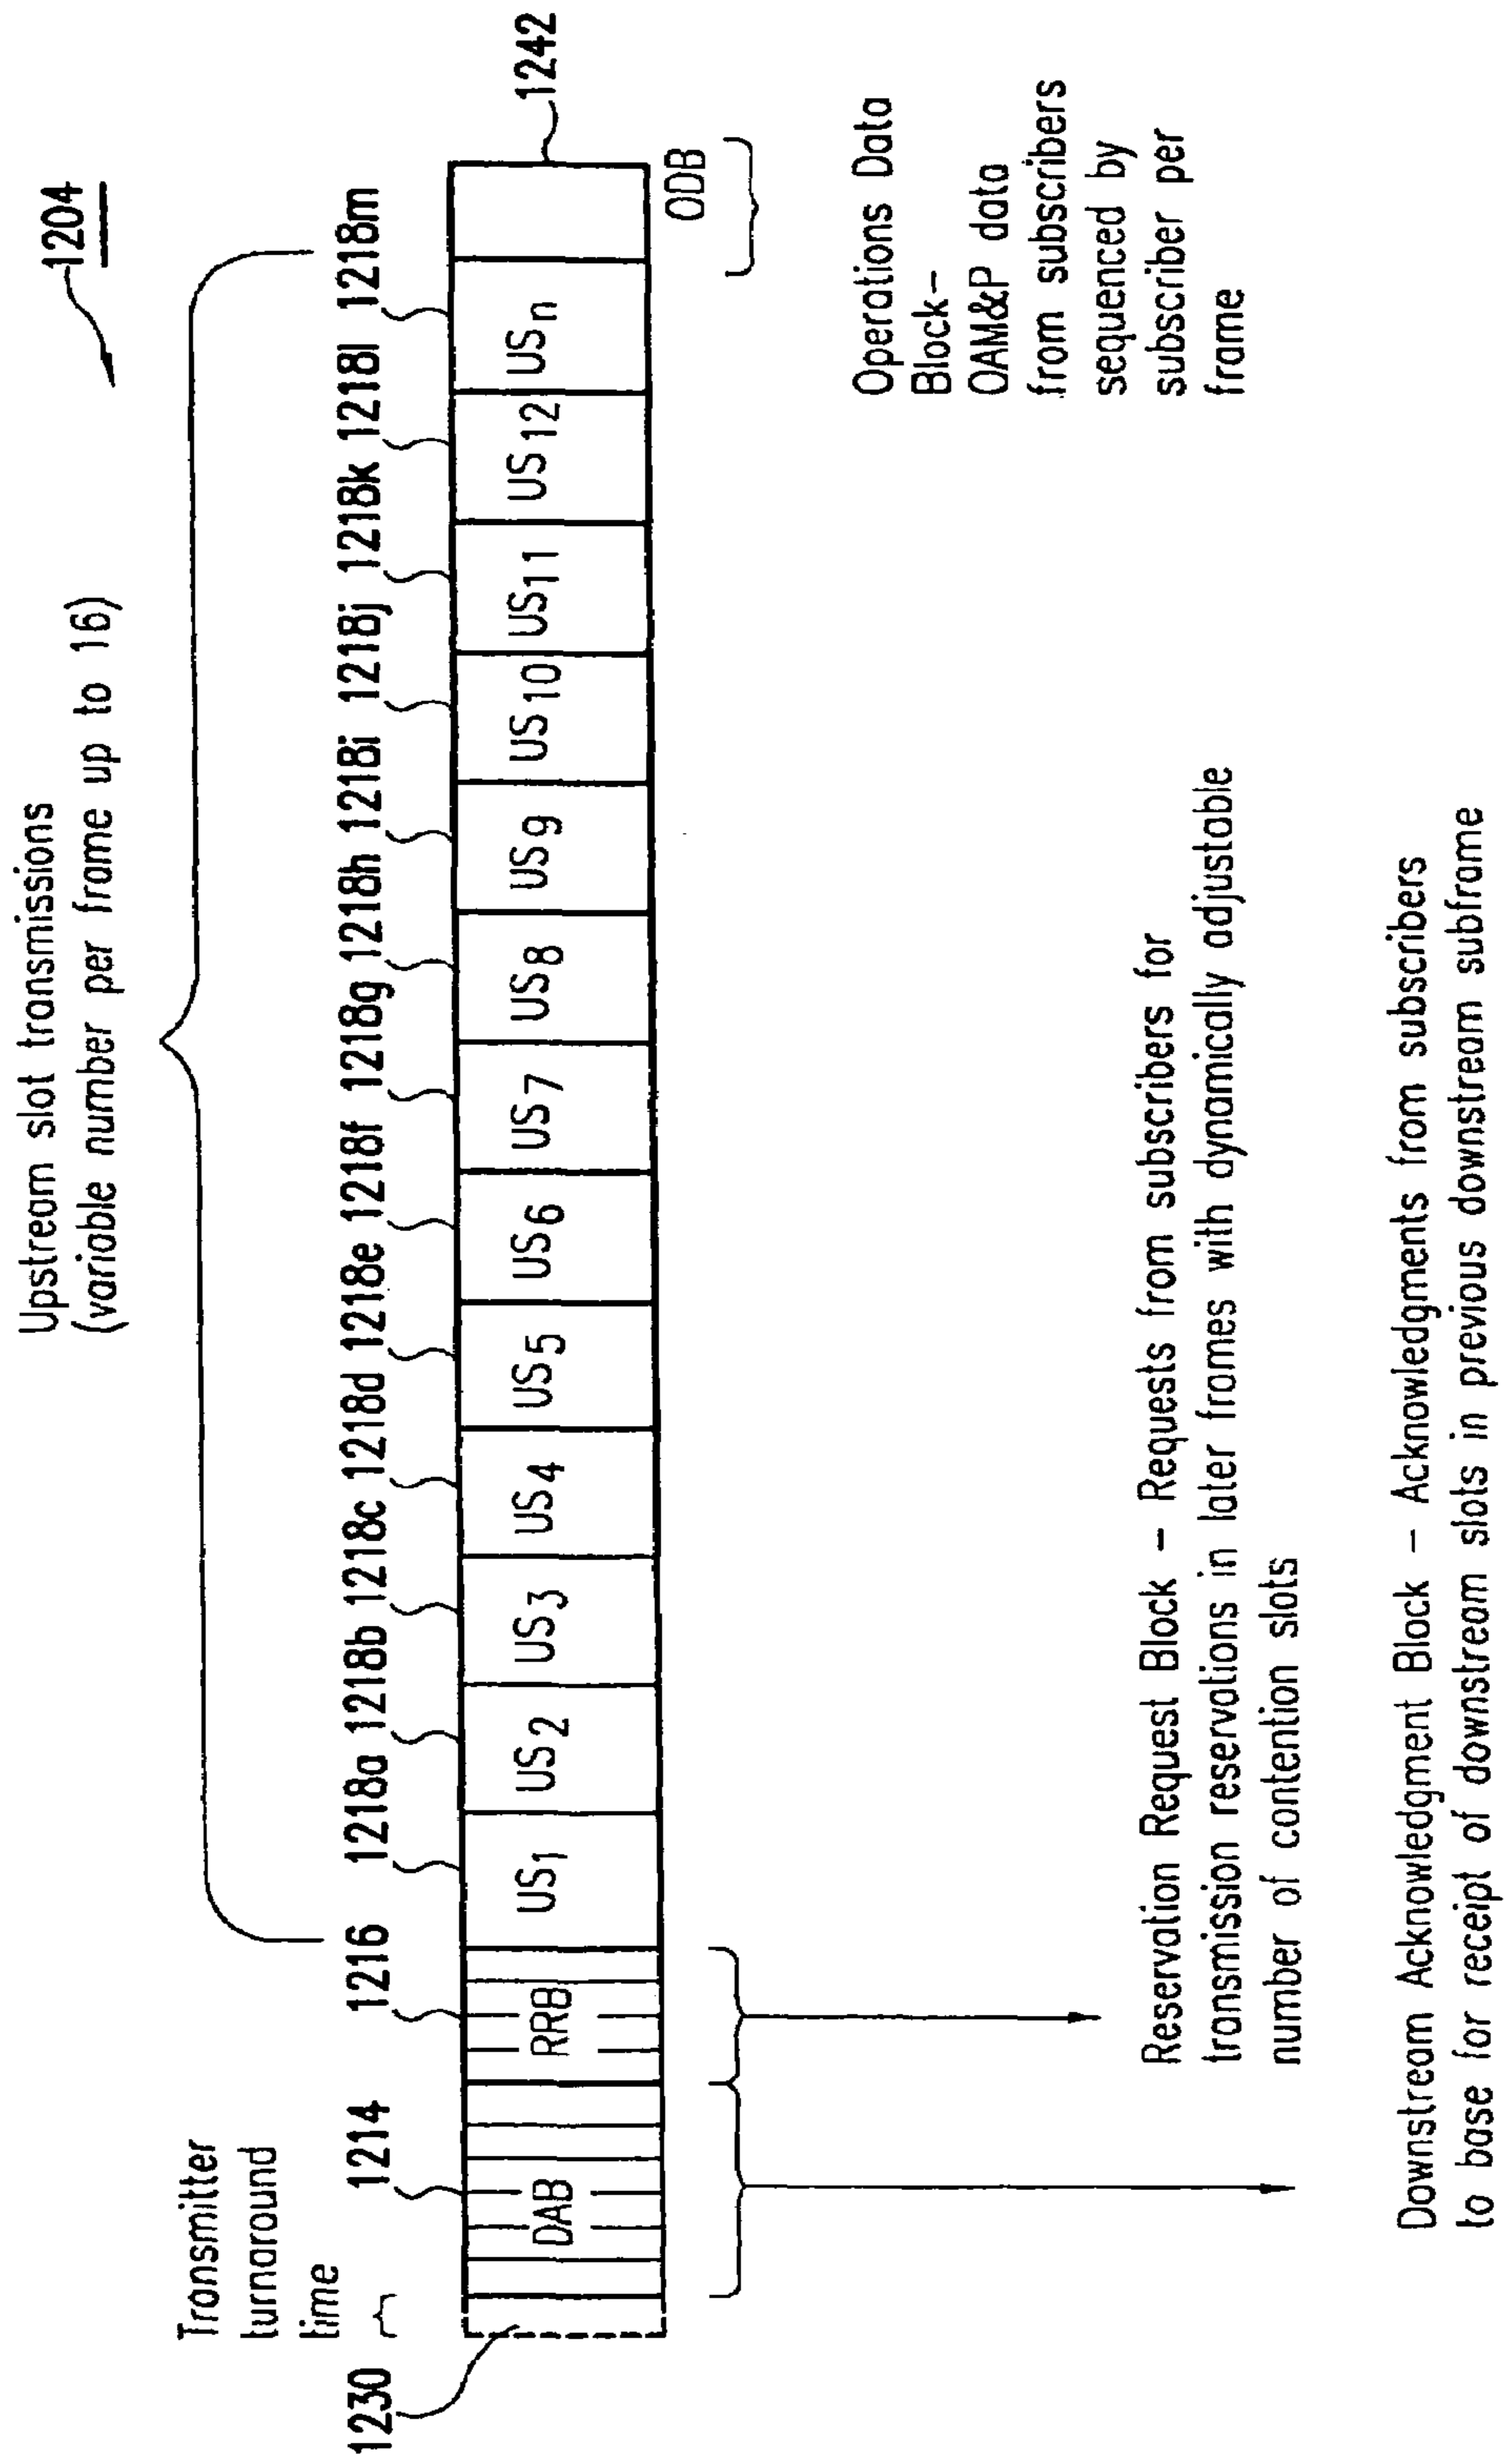 1204
Upstream slot transmissions
(variable number per frame up to 16)
Transmitter
turnaround
time
1230
1214
1216
1218a
1218b
1218c
1218d
1218e
1218f
1218g
1218h
1218i
1218j
1218k
1218l
1218m
1242
DAB
RRB
US1
US2
US3
US4
US5
US6
US7
US8
US9
US10
US11
US12
USn
ODB
Operations Data
Block-
OAM&P data
from subscribers
sequenced by
subscriber per
frame
Reservation Request Block - Requests from subscribers for
transmission reservations in later frames with dynamically adjustable
number of contention slots
Downstream Acknowledgment Block - Acknowledgments from subscribers
to base for receipt of downstream slots in previous downstream subframe